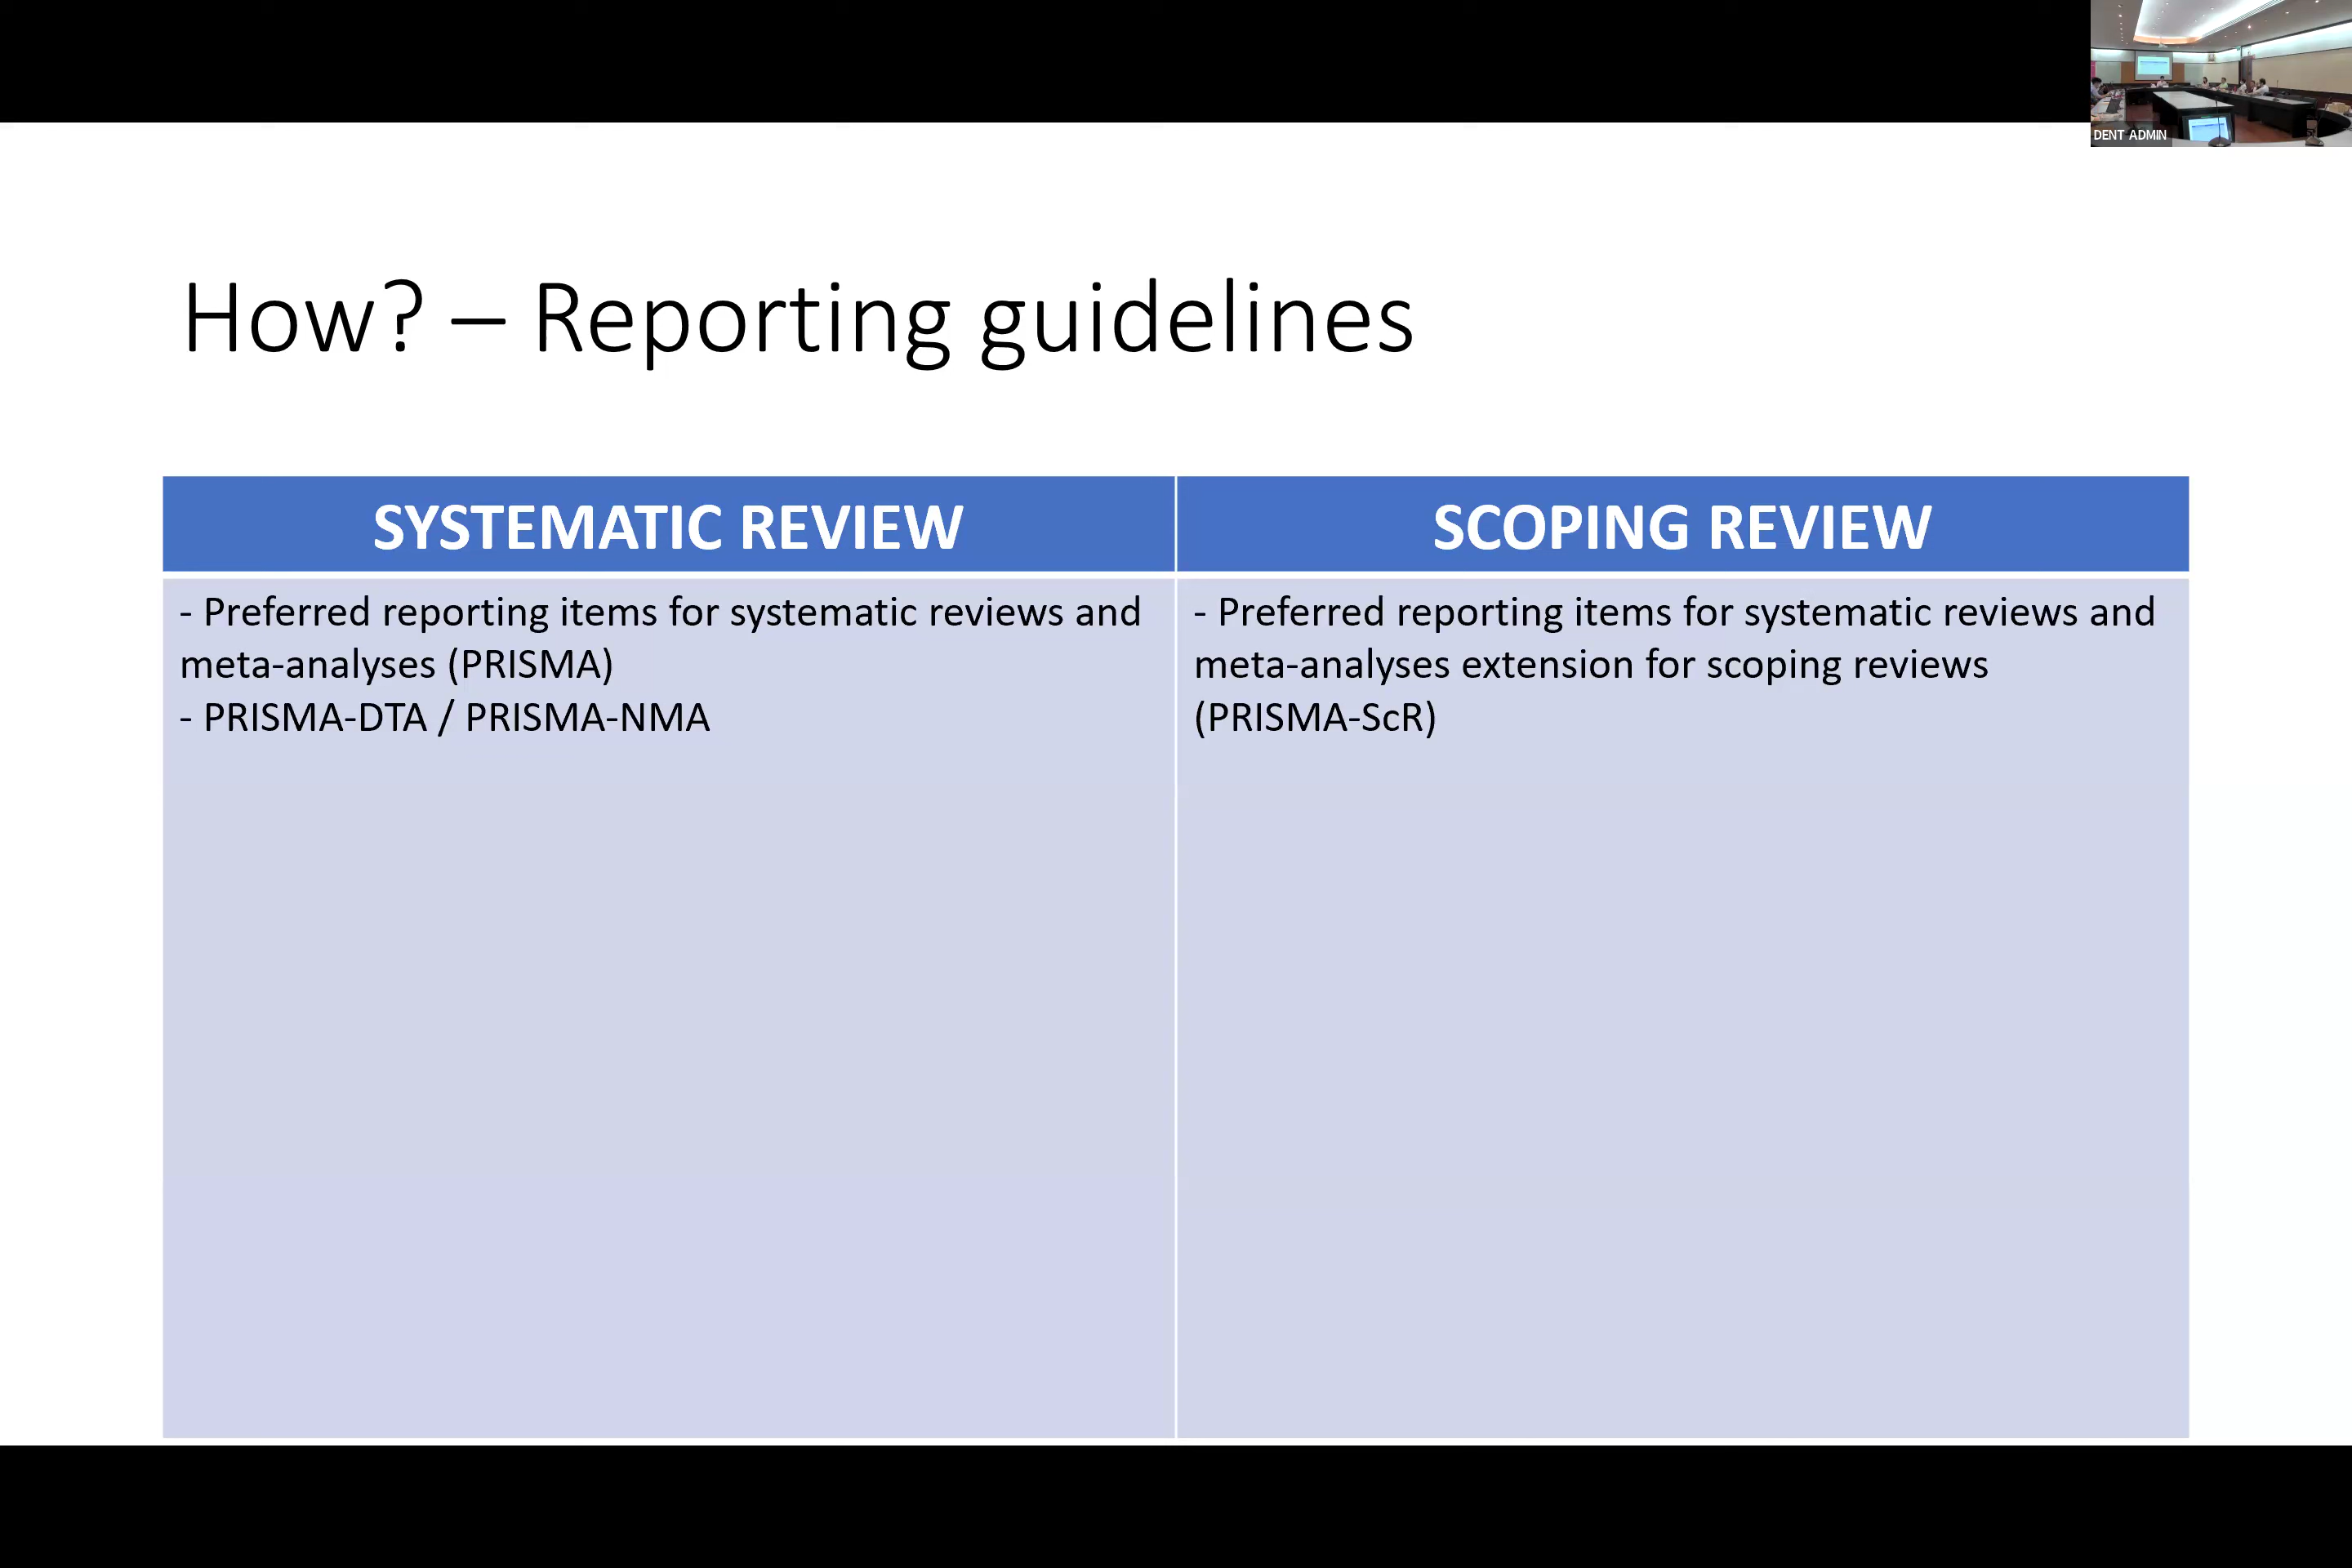 DENT ADMIN
How? – Reporting guidelines
SYSTEMATIC REVIEW
- Preferred reporting items for systematic reviews and
meta-analyses (PRISMA)
- PRISMA-DTA / PRISMA-NMA
SCOPING REVIEW
- Preferred reporting items for systematic reviews and
meta-analyses extension for scoping reviews
(PRISMA-ScR)